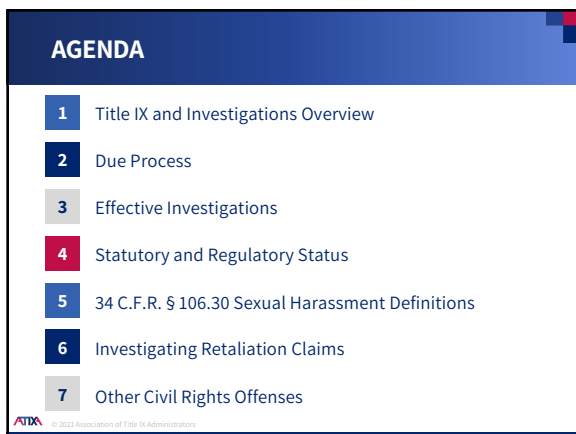 AGENDA
1 Title IX and Investigations Overview
2 Due Process
3 Effective Investigations
4 Statutory and Regulatory Status
5 34 C.F.R. § 106.30 Sexual Harassment Definitions
6 Investigating Retaliation Claims
7 Other Civil Rights Offenses
ATIXA © 2021 Association of Title IX Administrators